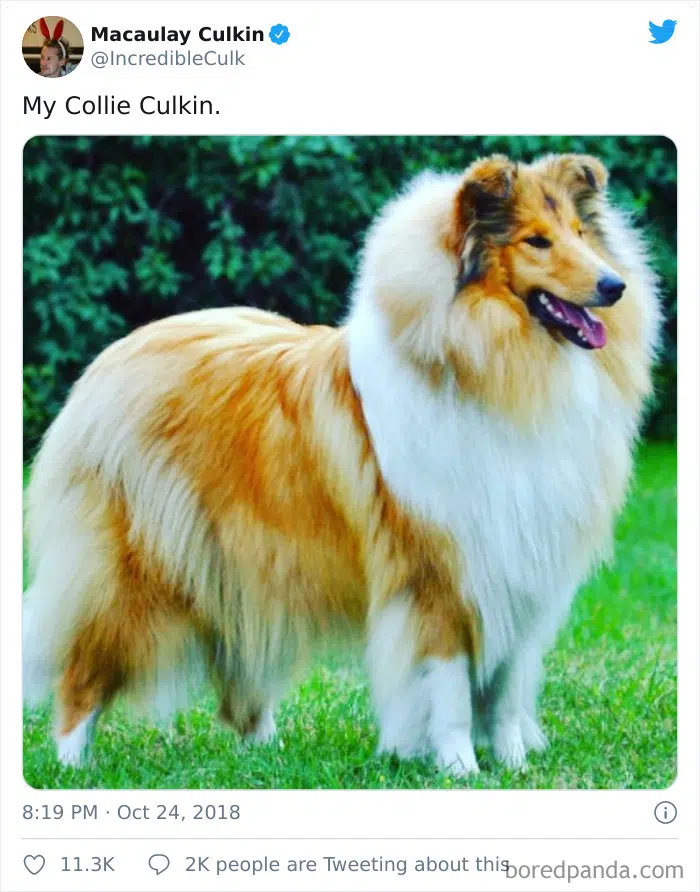 Macaulay Culkin
@IncredibleCulk
My Collie Culkin.
8:19 PM · Oct 24, 2018
11.3K 2K people are Tweeting about this
boredpanda.com